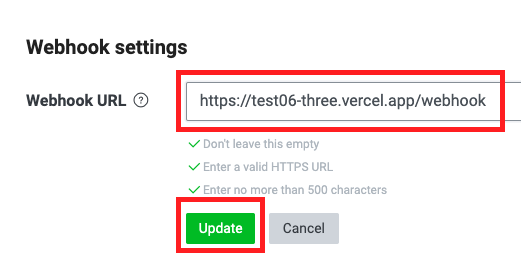 Webhook settings
Webhook URL ?
https://test06-three.vercel.app/webhook
Don't leave this empty
Enter a valid HTTPS URL
Enter no more than 500 characters
Update Cancel